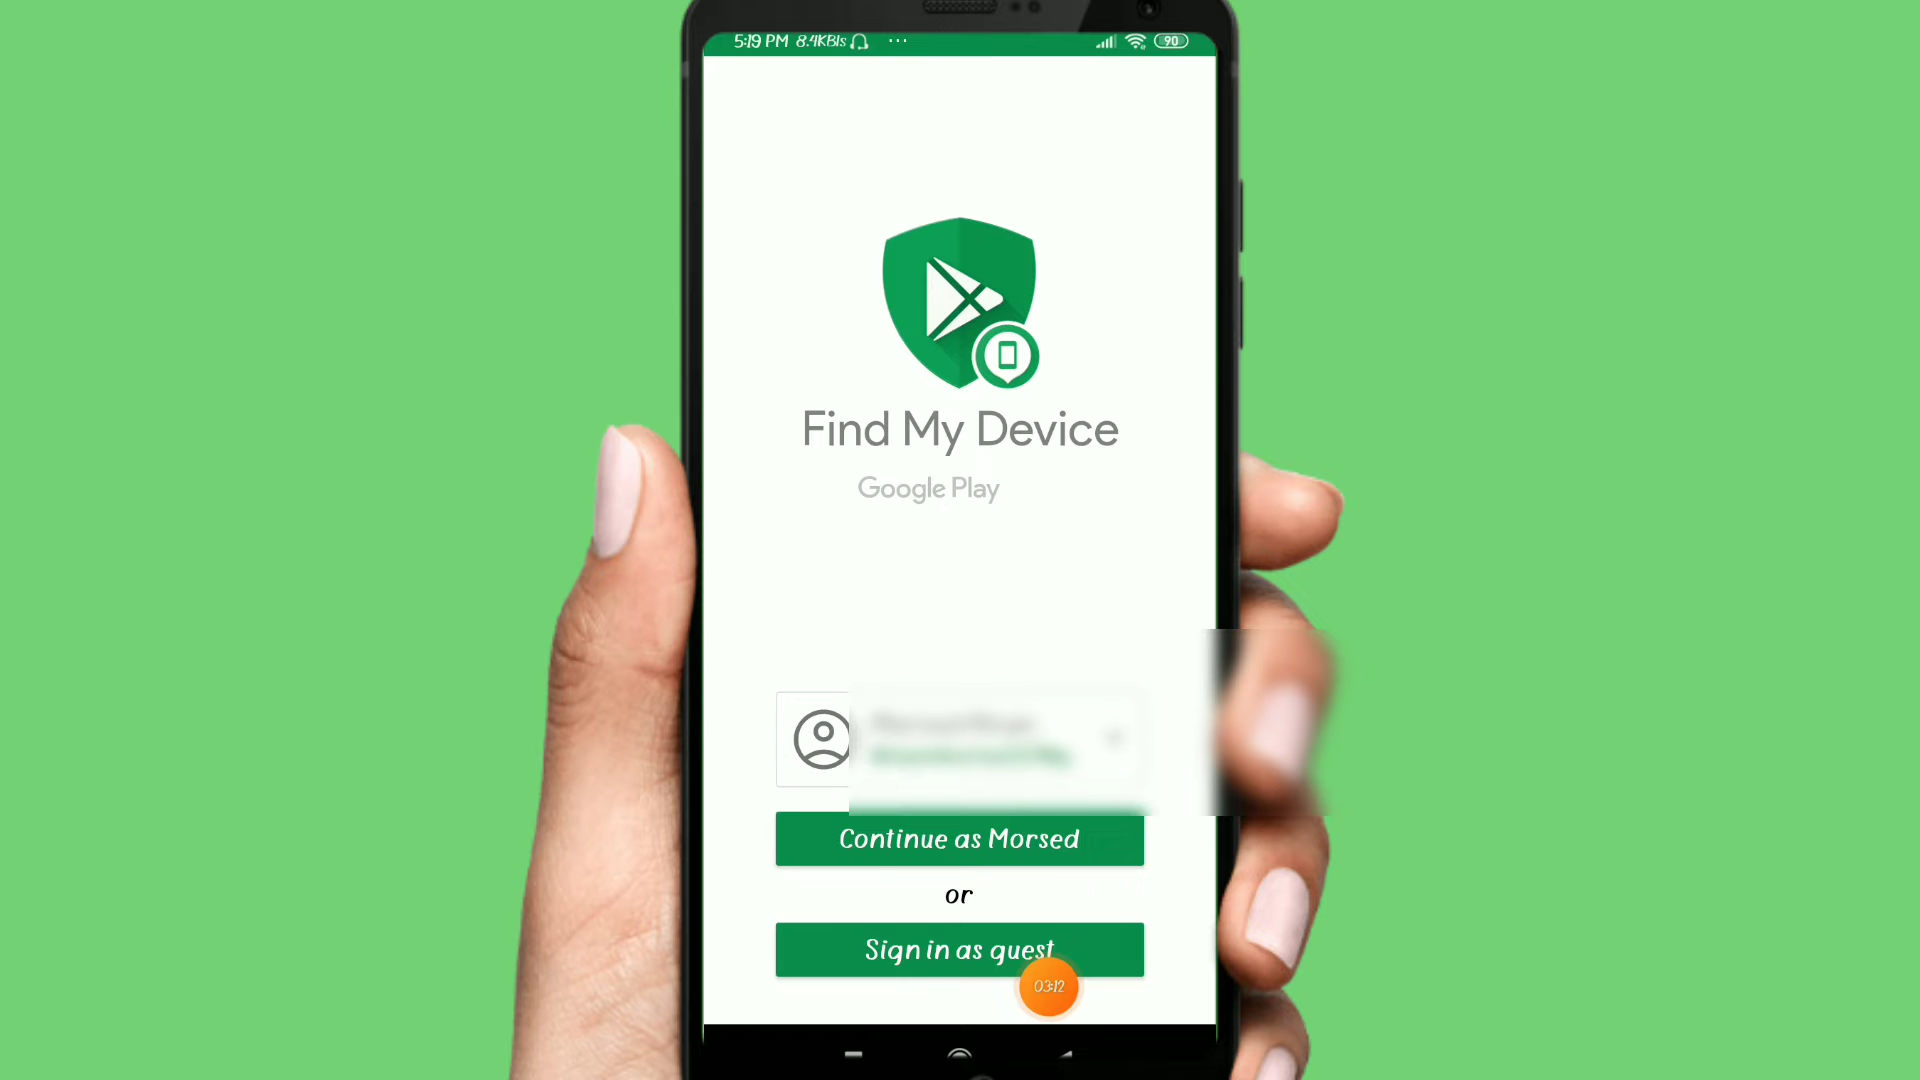 5:19 PM 8.4KB/s ... 90
Find My Device
Google Play
Continue as Morsed
or
Sign in as guest
03:12